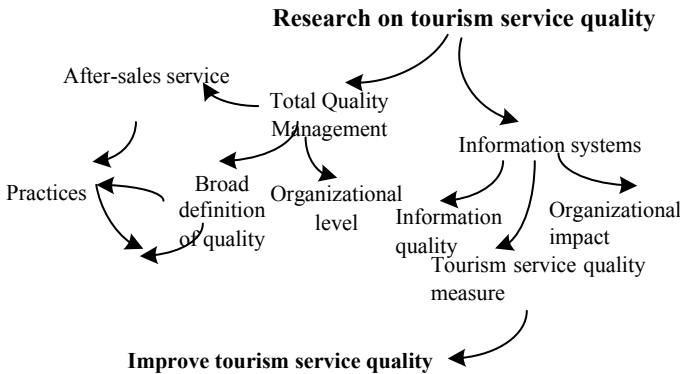 Research on tourism service quality
After-sales service
Total Quality
Management
Information systems
Practices
Broad
definition
of quality
Organizational
level
Information
quality
Organizational
impact
Tourism service quality
measure
Improve tourism service quality